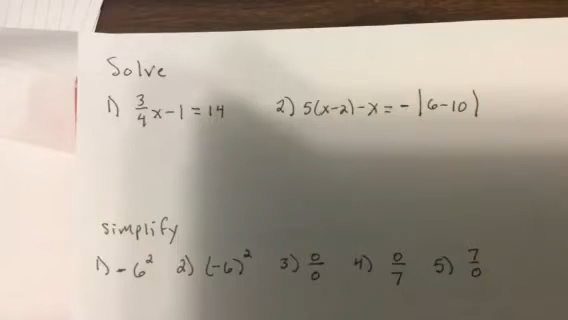 Solve
1) 3/4 x - 1 = 14 2) 5(x-2) - x = - |6-10|
simplify
1) -6² 2) (-6)² 3) 0/0 4) 0/7 5) 7/0